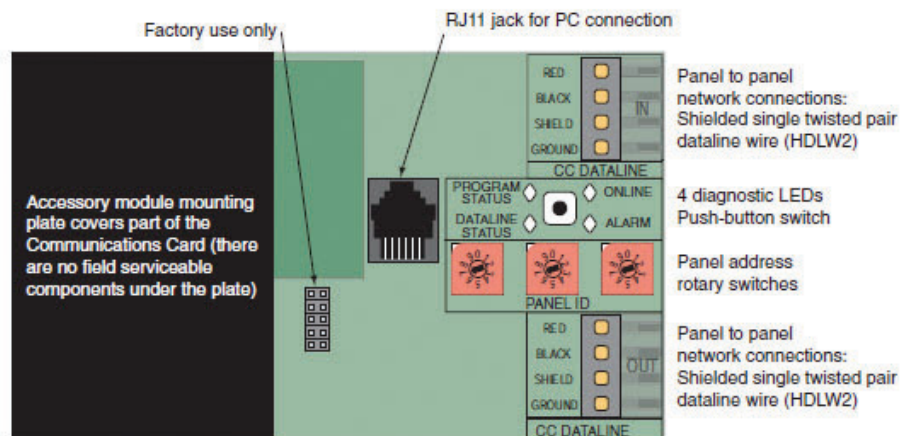 Factory use only
RJ11 jack for PC connection
Accessory module mounting
plate covers part of the
Communications Card (there
are no field serviceable
components under the plate)
RED
BLACK
SHIELD
GROUND
IN
CC DATALINE
Panel to panel
network connections:
Shielded single twisted pair
dataline wire (HDLW2)
PROGRAM
STATUS
ONLINE
DATALINE
STATUS
ALARM
4 diagnostic LEDs
Push-button switch
PANEL ID
Panel address
rotary switches
RED
BLACK
SHIELD
GROUND
OUT
CC DATALINE
Panel to panel
network connections:
Shielded single twisted pair
dataline wire (HDLW2)